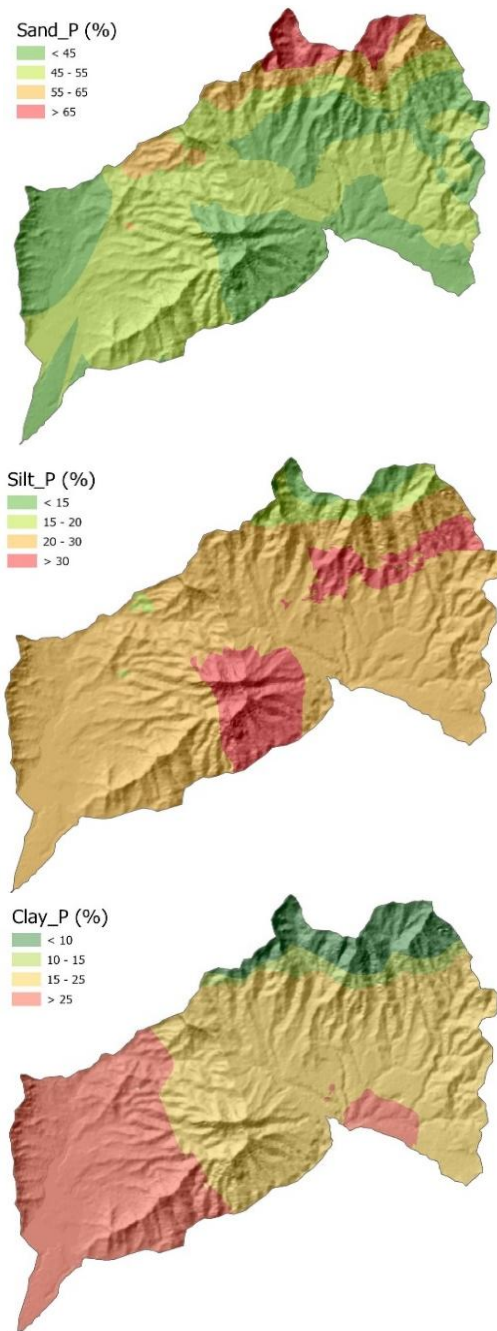 Sand_P (%)
< 45
45 - 55
55 - 65
> 65
Silt_P (%)
< 15
15 - 20
20 - 30
> 30
Clay_P (%)
< 10
10 - 15
15 - 25
> 25